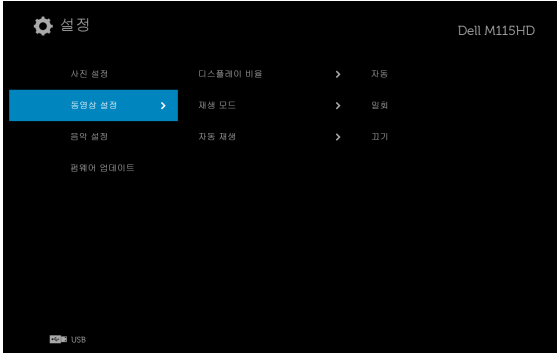 설정
Dell M115HD
사진 설정 디스플레이 비율 > 자동
동영상 설정 > 재생 모드 > 일회
음악 설정 자동 재생 > 끄기
펌웨어 업데이트
USB